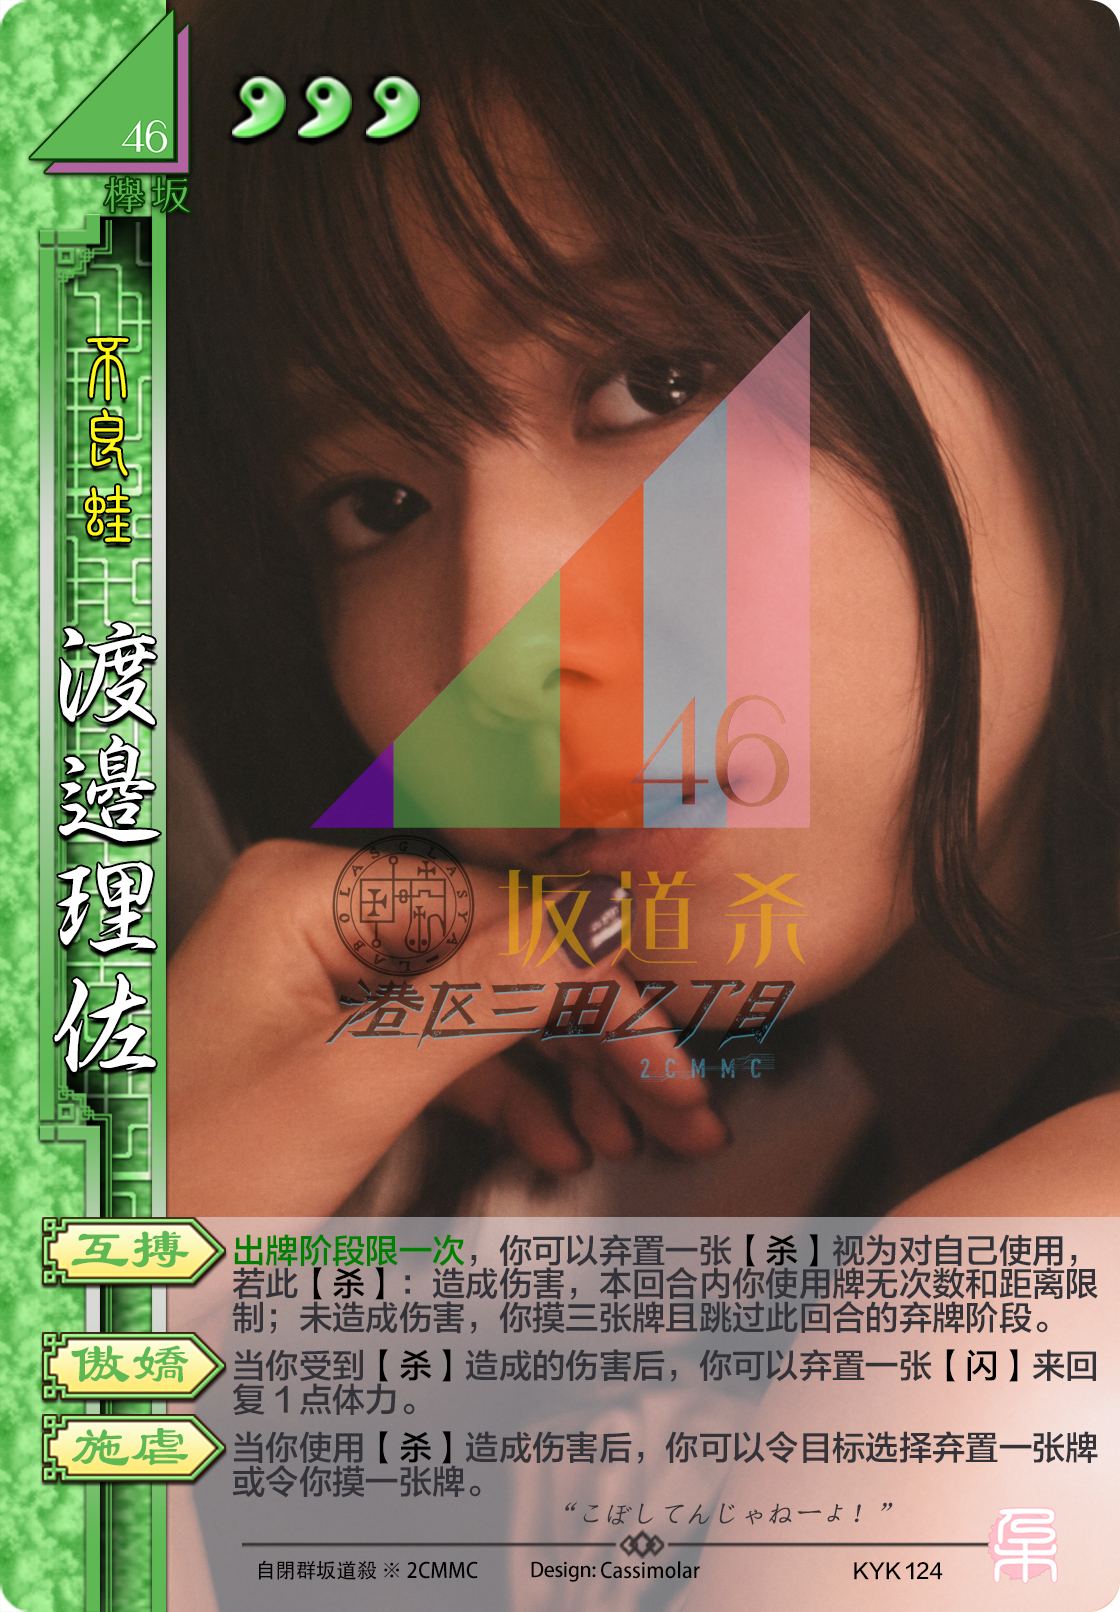 46
欅坂
不良蛙
渡邉理佐
46
GLASYALABOLAS
坂道杀
港区三田2丁目
2CMMC
互搏
出牌阶段限一次，你可以弃置一张【杀】视为对自己使用，
若此【杀】：造成伤害，本回合内你使用牌无次数和距离限
制；未造成伤害，你摸三张牌且跳过此回合的弃牌阶段。
傲嬌
当你受到【杀】造成的伤害后，你可以弃置一张【闪】来回
复1点体力。
施虐
当你使用【杀】造成伤害后，你可以令目标选择弃置一张牌
或令你摸一张牌。
“こぼしてんじゃねーよ！”
自閉群坂道殺 ※ 2CMMC
Design: Cassimolar
KYK 124